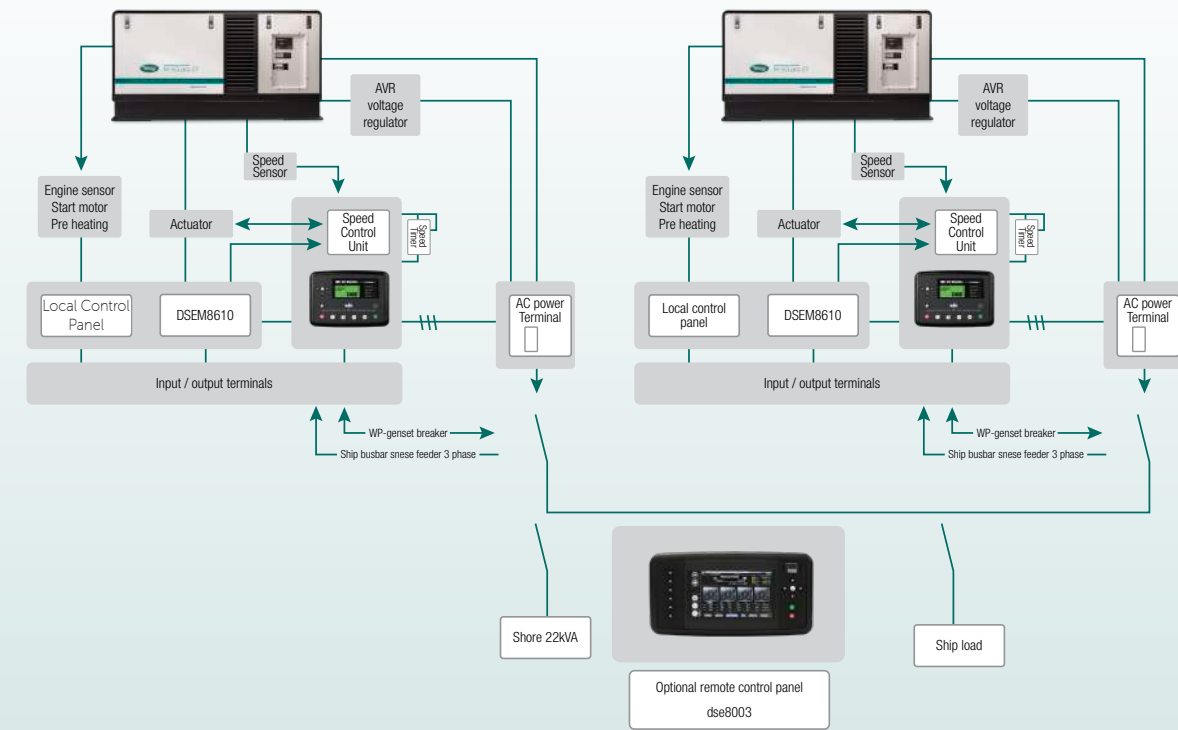 AVR
voltage
regulator
Speed
Sensor
Engine sensor
Start motor
Pre heating
Actuator
Speed
Control
Unit
Speed
Timer
Local Control
Panel
DSEM8610
AC power
Terminal
Input / output terminals
WP-genset breaker
Ship busbar snese feeder 3 phase
AVR
voltage
regulator
Speed
Sensor
Engine sensor
Start motor
Pre heating
Actuator
Speed
Control
Unit
Speed
Timer
Local control
panel
DSEM8610
AC power
Terminal
Input / output terminals
WP-genset breaker
Ship busbar snese feeder 3 phase
Shore 22kVA
Ship load
Optional remote control panel
dse8003